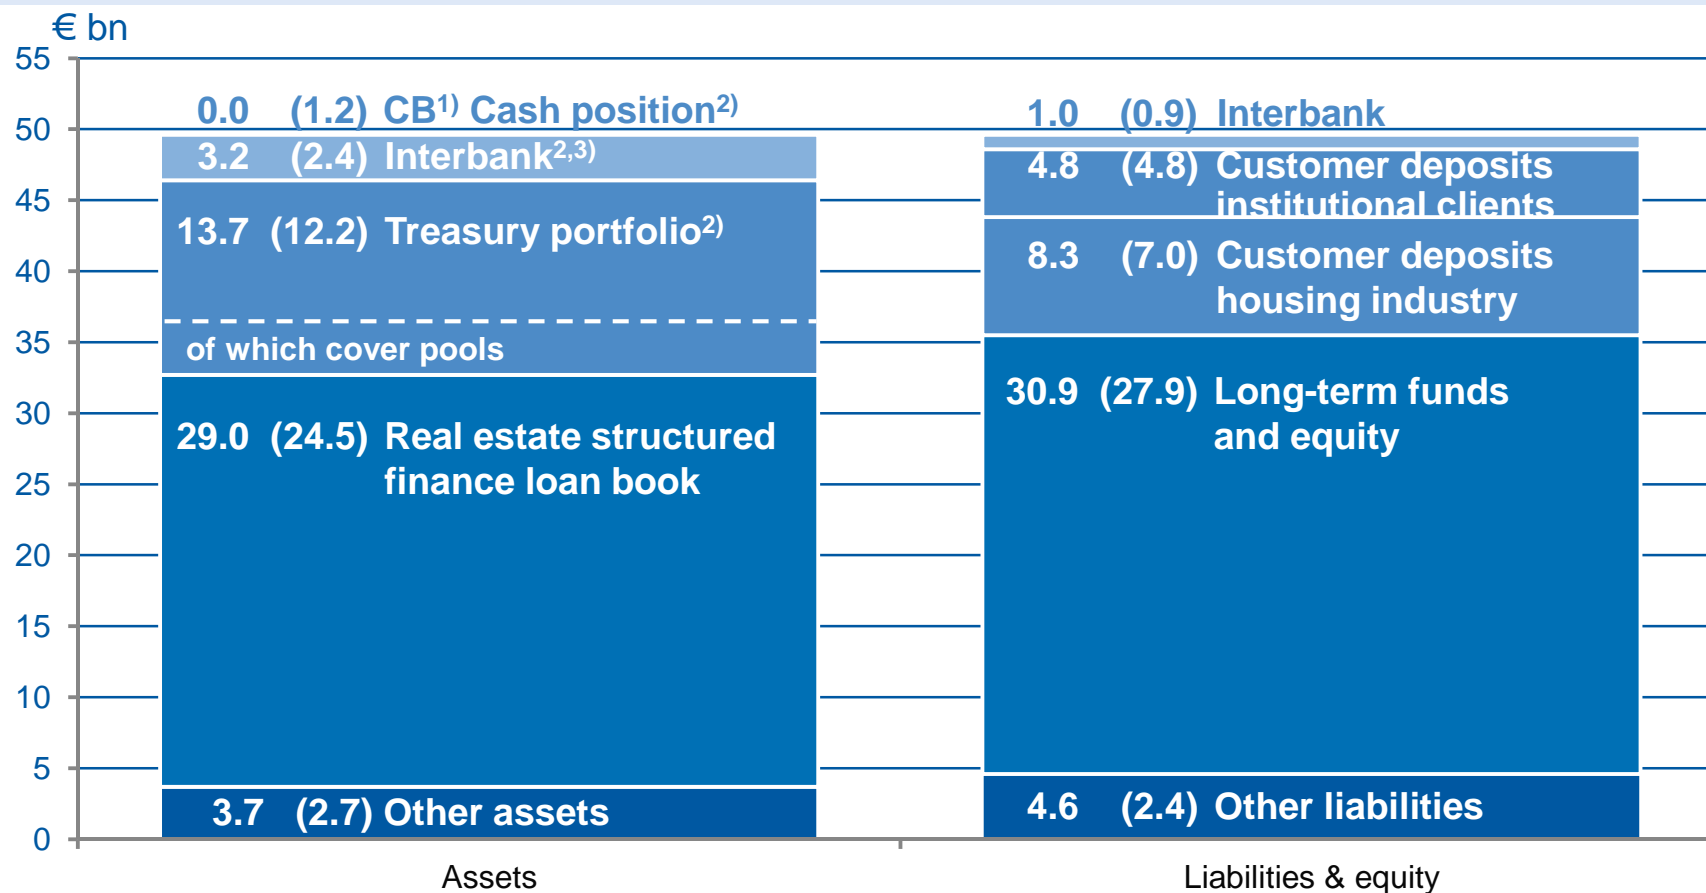 € bn
55
50
45
40
35
30
25
20
15
10
5
0
0.0 (1.2) CB1) Cash position2)
3.2 (2.4) Interbank2,3)
13.7 (12.2) Treasury portfolio2)
of which cover pools
29.0 (24.5) Real estate structured
finance loan book
3.7 (2.7) Other assets
1.0 (0.9) Interbank
4.8 (4.8) Customer deposits
institutional clients
8.3 (7.0) Customer deposits
housing industry
30.9 (27.9) Long-term funds
and equity
4.6 (2.4) Other liabilities
Assets
Liabilities & equity